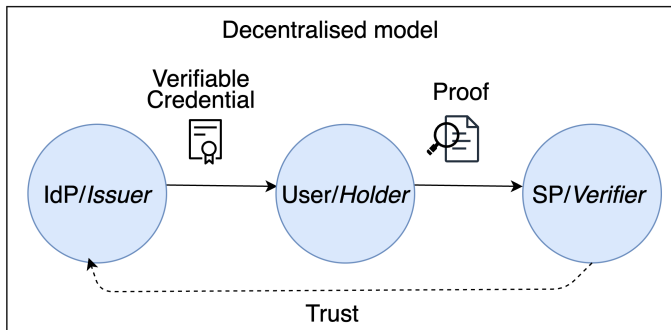 Decentralised model
Verifiable
Credential
Proof
IdP/Issuer
User/Holder
SP/Verifier
Trust